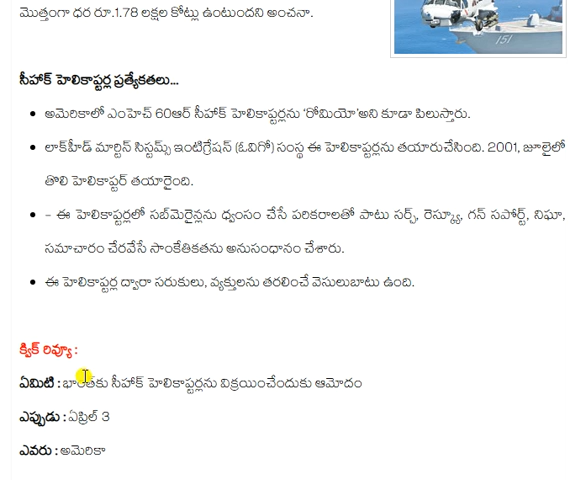 మొత్తంగా ధర రూ.1.78 లక్షల కోట్లు ఉంటుందని అంచనా.
151
సీహాక్ హెలికాప్టర్ల ప్రత్యేకతలు...
• అమెరికాలో ఎంహెచ్ 60ఆర్ సీహాక్ హెలికాప్టర్లను ‘రోమియో’అని కూడా పిలుస్తారు.
• లాక్‌హీడ్ మార్టిన్ సిస్టమ్స్ ఇంటిగ్రేషన్ (ఓవిగో) సంస్థ ఈ హెలికాప్టర్లను తయారుచేసింది. 2001, జూలైలో
తొలి హెలికాప్టర్ తయారైంది.
• - ఈ హెలికాప్టర్లలో సబ్‌మెరైన్లను ధ్వంసం చేసే పరికరాలతో పాటు సర్చ్, రెస్క్యూ, గన్ సపోర్ట్, నిఘా,
సమాచారం చేరవేసే సాంకేతికతను అనుసంధానం చేశారు.
• ఈ హెలికాప్టర్ల ద్వారా సరుకులు, వ్యక్తులను తరలించే వెసులుబాటు ఉంది.
క్విక్ రివ్యూ :
ఏమిటి : భారత్‌కు సీహాక్ హెలికాప్టర్లను విక్రయించేందుకు ఆమోదం
ఎప్పుడు : ఏప్రిల్ 3
ఎవరు : అమెరికా